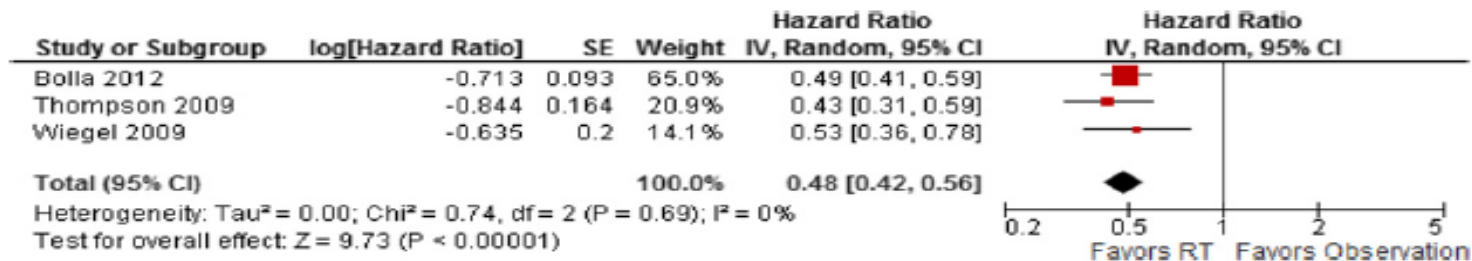 Hazard Ratio Hazard Ratio
Study or Subgroup log[Hazard Ratio] SE Weight IV, Random, 95% CI IV, Random, 95% CI
Bolla 2012 -0.713 0.093 65.0% 0.49 [0.41, 0.59]
Thompson 2009 -0.844 0.164 20.9% 0.43 [0.31, 0.59]
Wiegel 2009 -0.635 0.2 14.1% 0.53 [0.36, 0.78]
Total (95% CI) 100.0% 0.48 [0.42, 0.56]
Heterogeneity: Tau² = 0.00; Chi² = 0.74, df = 2 (P = 0.69); I² = 0%
Test for overall effect: Z = 9.73 (P < 0.00001)
0.2 0.5 1 2 5
Favors RT Favors Observation